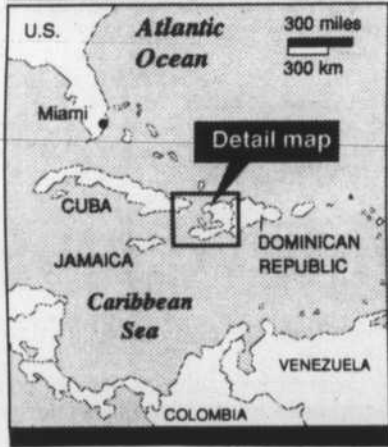 U.S.
Atlantic
Ocean
300 miles
300 km
Miami
Detail map
CUBA
JAMAICA
DOMINICAN
REPUBLIC
Caribbean
Sea
VENEZUELA
COLOMBIA